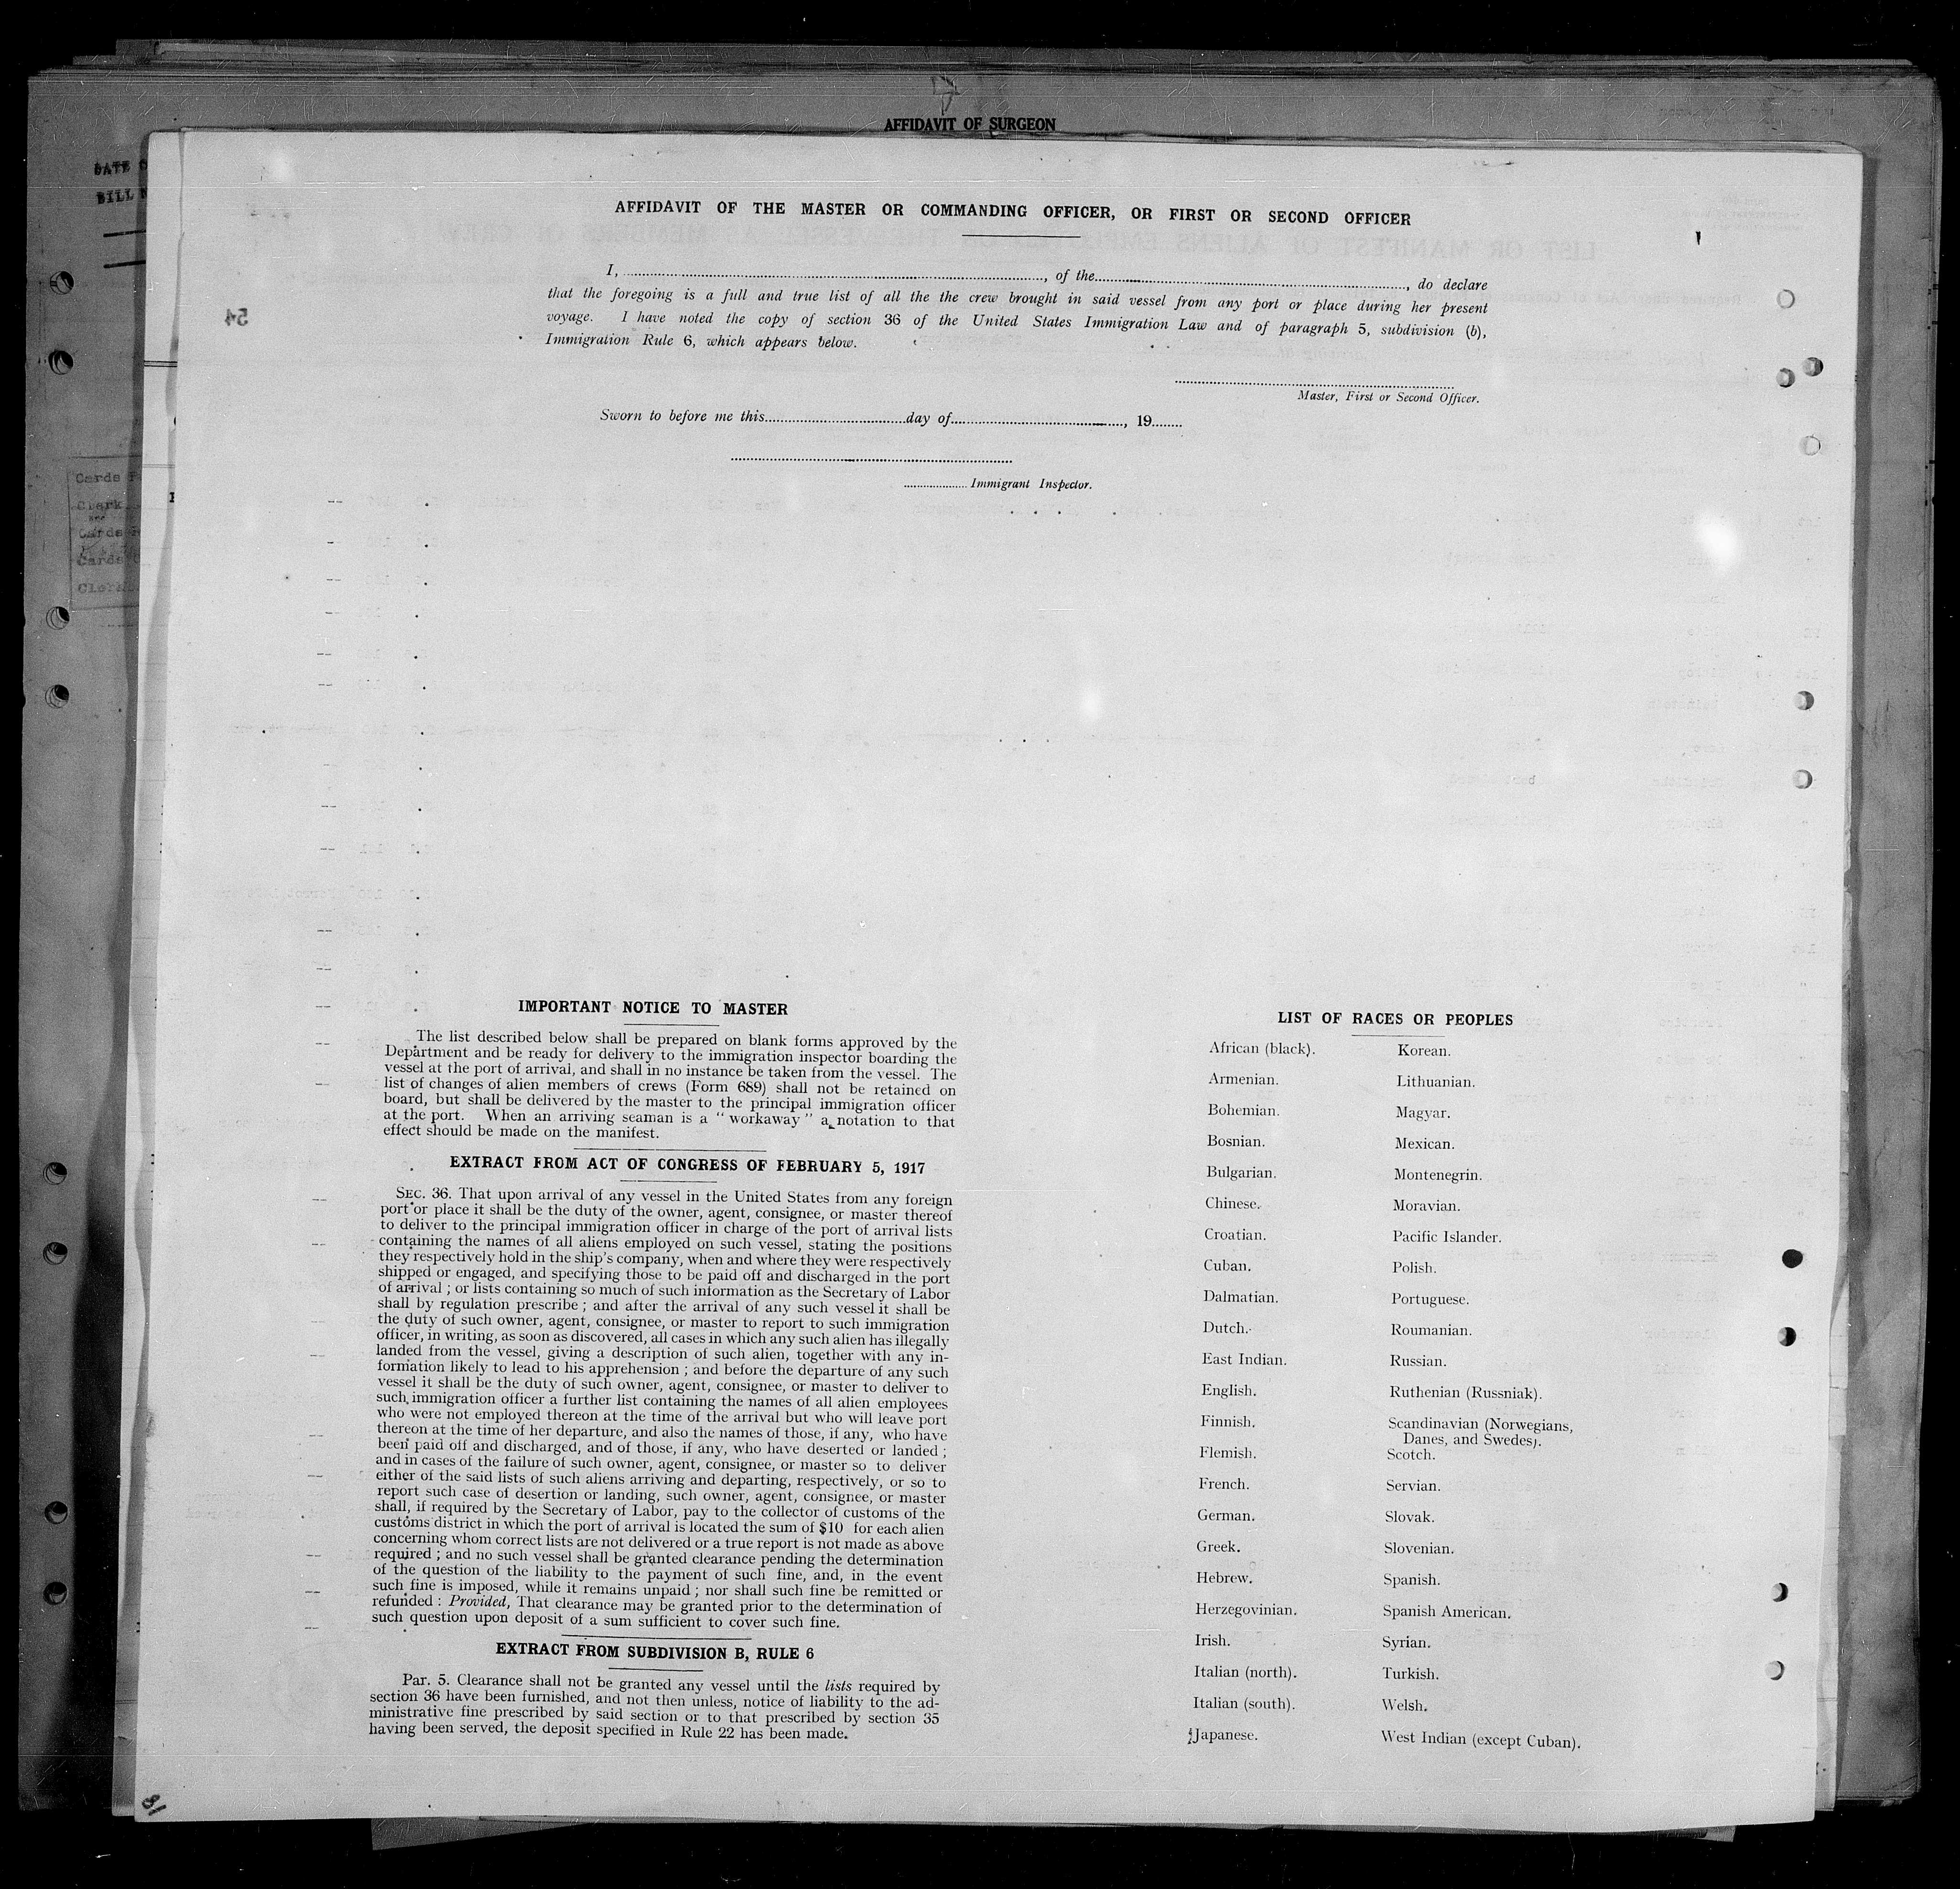 AFFIDAVIT OF SURGEON
DATE
BILL
AFFIDAVIT OF THE MASTER OR COMMANDING OFFICER, OR FIRST OR SECOND OFFICER
I, ...................., of the...................., do declare
that the foregoing is a full and true list of all the the crew brought in said vessel from any port or place during her present
voyage. I have noted the copy of section 36 of the United States Immigration Law and of paragraph 5, subdivision (b),
Immigration Rule 6, which appears below.
54
Master, First or Second Officer.
Sworn to before me this....................day of...................., 19........
.................... Immigrant Inspector.
Cards
Clerk
Cards
Cards
Clerk
IMPORTANT NOTICE TO MASTER
The list described below shall be prepared on blank forms approved by the
Department and be ready for delivery to the immigration inspector boarding the
vessel at the port of arrival, and shall in no instance be taken from the vessel. The
list of changes of alien members of crews (Form 689) shall not be retained on
board, but shall be delivered by the master to the principal immigration officer
at the port. When an arriving seaman is a " workaway " a notation to that
effect should be made on the manifest.
EXTRACT FROM ACT OF CONGRESS OF FEBRUARY 5, 1917
SEC. 36. That upon arrival of any vessel in the United States from any foreign
port or place it shall be the duty of the owner, agent, consignee, or master thereof
to deliver to the principal immigration officer in charge of the port of arrival lists
containing the names of all aliens employed on such vessel, stating the positions
they respectively hold in the ship's company, when and where they were respectively
shipped or engaged, and specifying those to be paid off and discharged in the port
of arrival ; or lists containing so much of such information as the Secretary of Labor
shall by regulation prescribe ; and after the arrival of any such vessel it shall be
the duty of such owner, agent, consignee, or master to report to such immigration
officer, in writing, as soon as discovered, all cases in which any such alien has illegally
landed from the vessel, giving a description of such alien, together with any in-
formation likely to lead to his apprehension ; and before the departure of any such
vessel it shall be the duty of such owner, agent, consignee, or master to deliver to
such immigration officer a further list containing the names of all alien employees
who were not employed thereon at the time of the arrival but who will leave port
thereon at the time of her departure, and also the names of those, if any, who have
been paid off and discharged, and of those, if any, who have deserted or landed ;
and in cases of the failure of such owner, agent, consignee, or master so to deliver
either of the said lists of such aliens arriving and departing, respectively, or so to
report such case of desertion or landing, such owner, agent, consignee, or master
shall, if required by the Secretary of Labor, pay to the collector of customs of the
customs district in which the port of arrival is located the sum of $10 for each alien
concerning whom correct lists are not delivered or a true report is not made as above
required ; and no such vessel shall be granted clearance pending the determination
of the question of the liability to the payment of such fine, and, in the event
such fine is imposed, while it remains unpaid ; nor shall such fine be remitted or
refunded : Provided, That clearance may be granted prior to the determination of
such question upon deposit of a sum sufficient to cover such fine.
EXTRACT FROM SUBDIVISION B, RULE 6
Par. 5. Clearance shall not be granted any vessel until the lists required by
section 36 have been furnished, and not then unless, notice of liability to the ad-
ministrative fine prescribed by said section or to that prescribed by section 35
having been served, the deposit specified in Rule 22 has been made.
LIST OF RACES OR PEOPLES
African (black).
Armenian.
Bohemian.
Bosnian.
Bulgarian.
Chinese.
Croatian.
Cuban.
Dalmatian.
Dutch.
East Indian.
English.
Finnish.
Flemish.
French.
German.
Greek.
Hebrew.
Herzegovinian.
Irish.
Italian (north).
Italian (south).
Japanese.
Korean.
Lithuanian.
Magyar.
Mexican.
Montenegrin.
Moravian.
Pacific Islander.
Polish.
Portuguese.
Roumanian.
Russian.
Ruthenian (Russniak).
Scandinavian (Norwegians,
Danes, and Swedes).
Scotch.
Servian.
Slovak.
Slovenian.
Spanish.
Spanish American.
Syrian.
Turkish.
Welsh.
West Indian (except Cuban).
81